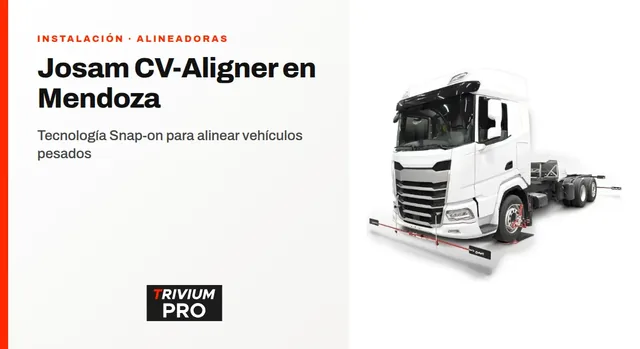 INSTALACIÓN · ALINEADORAS
Josam CV-Aligner en
Mendoza
Tecnología Snap-on para alinear vehículos
pesados
TRIVIUM
PRO